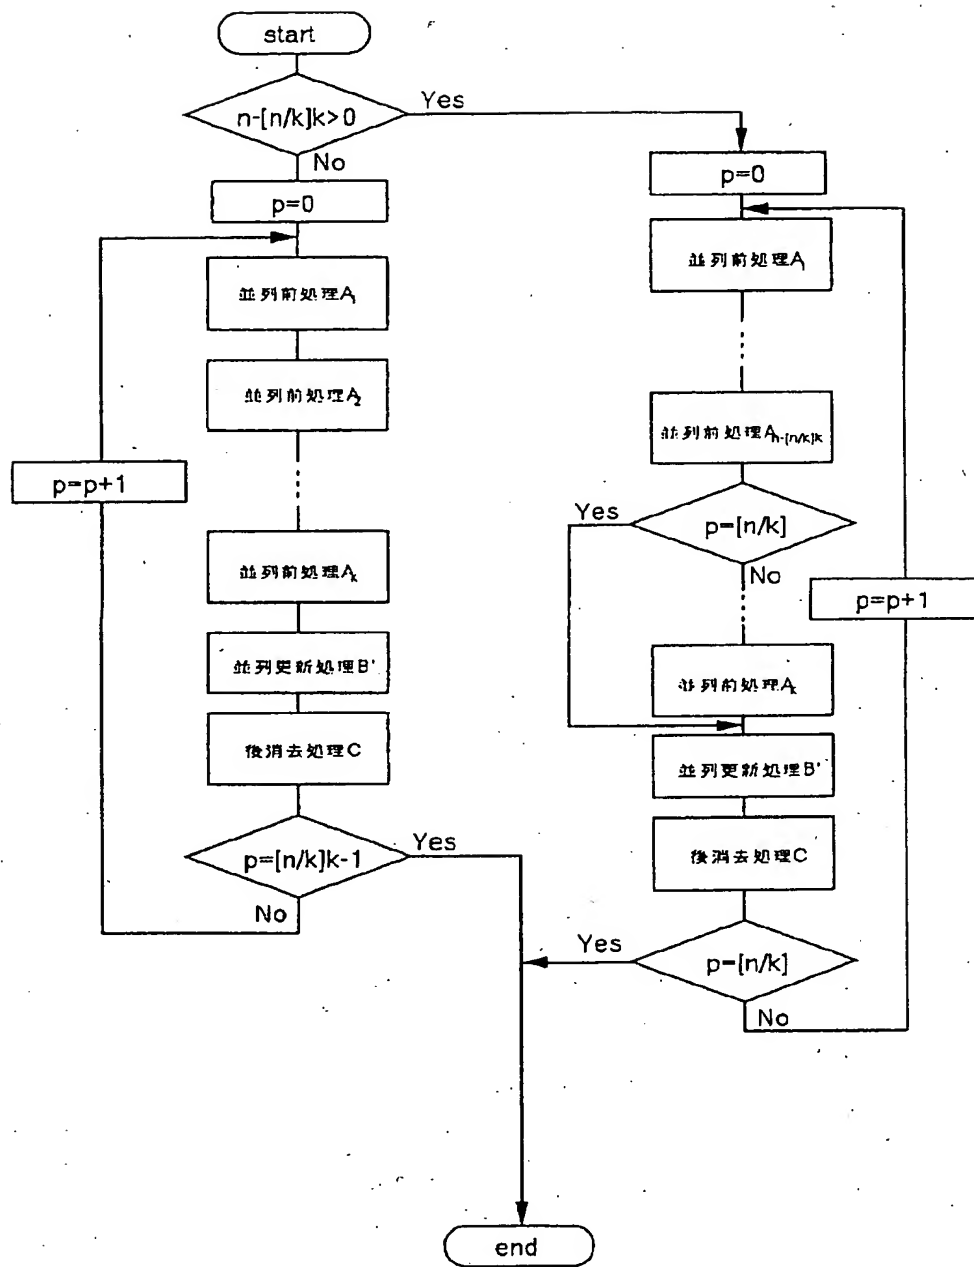 start
n-[n/k]k>0
Yes
No
p=0
並列前処理A₁
並列前処理A₂
並列前処理Aₖ
並列更新処理B'
後消去処理C
p=[n/k]k-1
Yes
No
p=p+1
p=0
並列前処理A₁
並列前処理Aₙ₋[n/k]k
p=[n/k]
Yes
No
並列前処理Aₖ
並列更新処理B'
後消去処理C
p=[n/k]
Yes
No
p=p+1
end